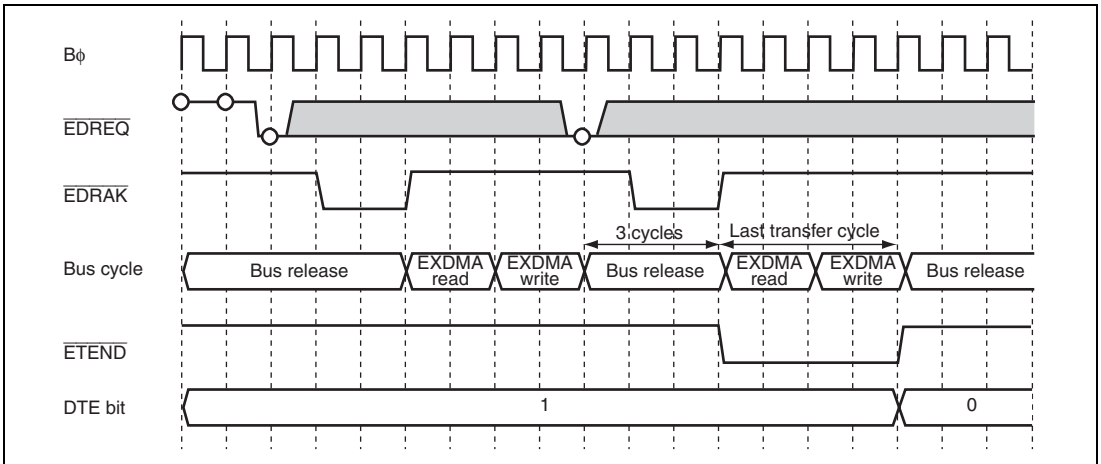 Bφ
EDREQ
EDRAK
3 cycles
Last transfer cycle
Bus cycle
Bus release
EXDMA
read
EXDMA
write
Bus release
EXDMA
read
EXDMA
write
Bus release
ETEND
DTE bit
1
0